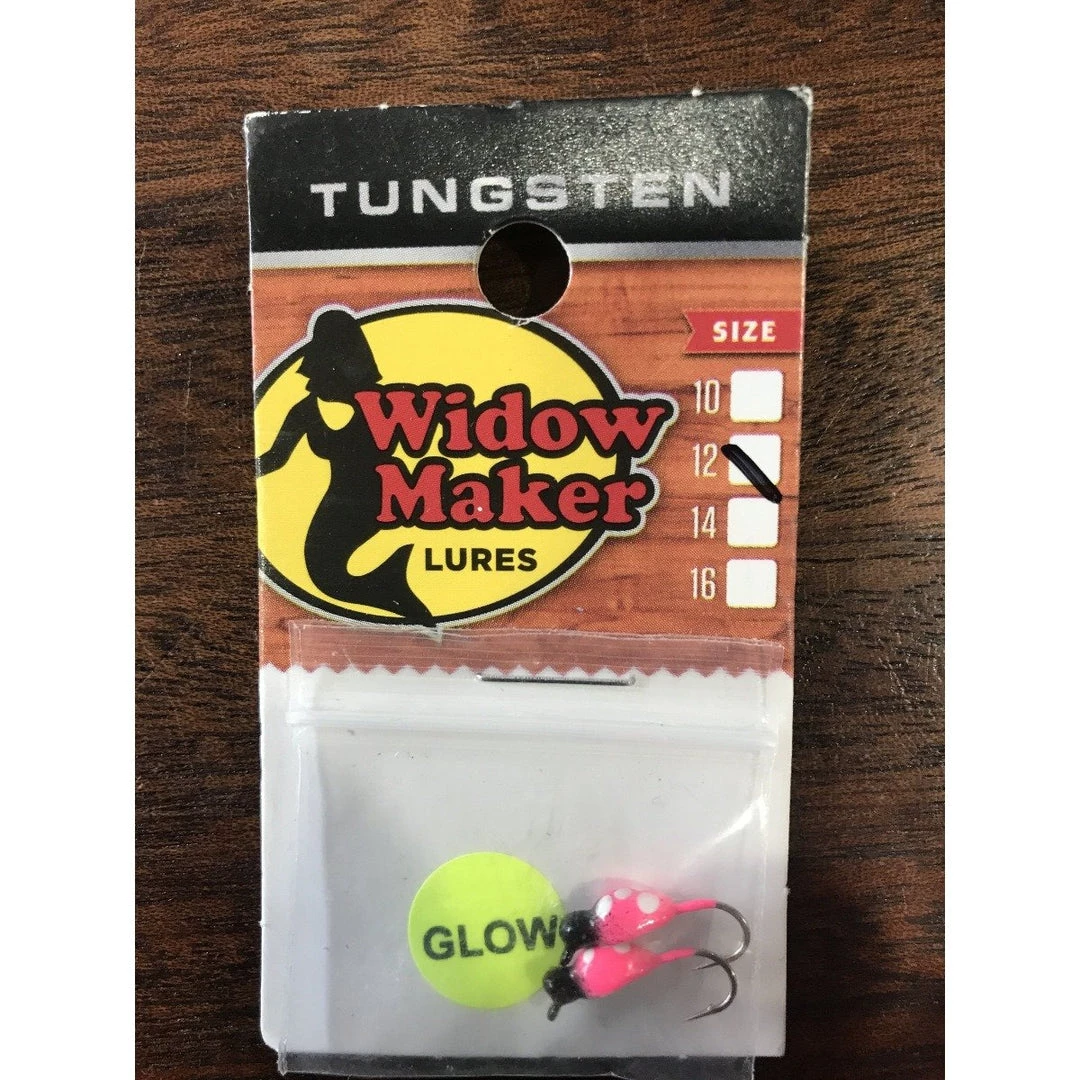 TUNGSTEN
Widow
Maker
LURES
SIZE
10
12
14
16
GLOW